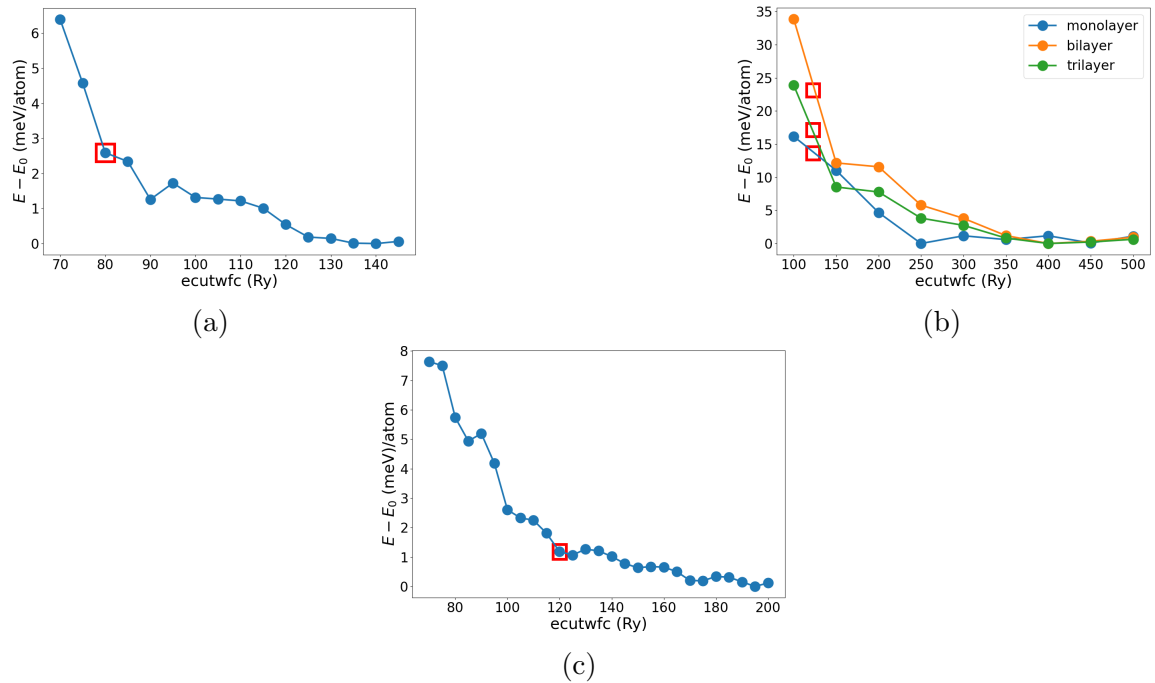 E − E₀ (meV/atom)
6
5
4
3
2
1
0
70 80 90 100 110 120 130 140
ecutwfc (Ry)
(a)
E − E₀ (meV/atom)
35
30
25
20
15
10
5
0
monolayer
bilayer
trilayer
100 150 200 250 300 350 400 450 500
ecutwfc (Ry)
(b)
E − E₀ (meV)/atom
8
7
6
5
4
3
2
1
0
80 100 120 140 160 180 200
ecutwfc (Ry)
(c)